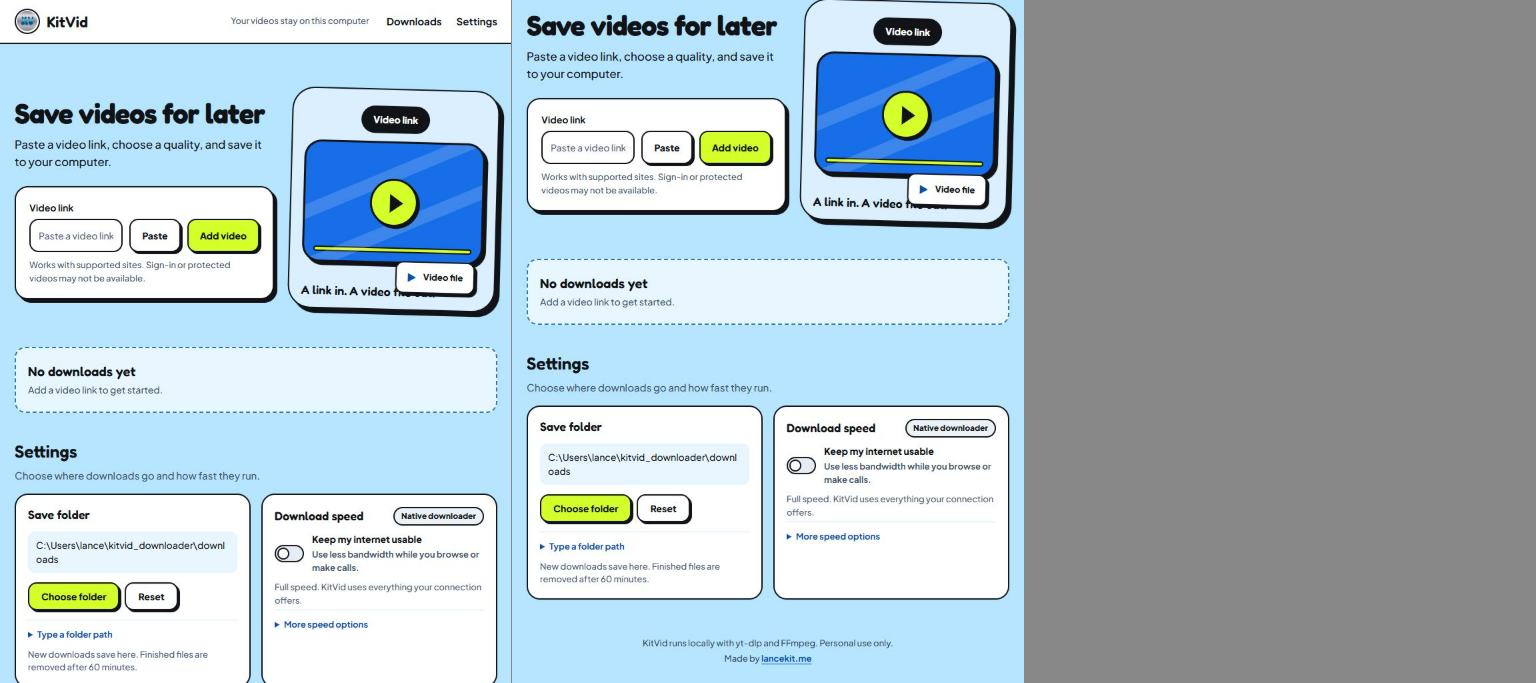 KitVid
Your videos stay on this computer
Downloads
Settings
Save videos for later
Paste a video link, choose a quality, and save it
to your computer.
Video link
Paste a video link
Paste
Add video
Works with supported sites. Sign-in or protected
videos may not be available.
Video link
Video file
A link in. A video
No downloads yet
Add a video link to get started.
Settings
Choose where downloads go and how fast they run.
Save folder
C:\Users\lance\kitvid_downloader\downl
oads
Choose folder
Reset
Type a folder path
New downloads save here. Finished files are
removed after 60 minutes.
Download speed
Native downloader
Keep my internet usable
Use less bandwidth while you browse or
make calls.
Full speed. KitVid uses everything your connection
offers.
More speed options
Save videos for later
Paste a video link, choose a quality, and save it
to your computer.
Video link
Paste a video link
Paste
Add video
Works with supported sites. Sign-in or protected
videos may not be available.
Video link
Video file
A link in. A video
No downloads yet
Add a video link to get started.
Settings
Choose where downloads go and how fast they run.
Save folder
C:\Users\lance\kitvid_downloader\downl
oads
Choose folder
Reset
Type a folder path
New downloads save here. Finished files are
removed after 60 minutes.
Download speed
Native downloader
Keep my internet usable
Use less bandwidth while you browse or
make calls.
Full speed. KitVid uses everything your connection
offers.
More speed options
KitVid runs locally with yt-dlp and FFmpeg. Personal use only.
Made by lancekit.me